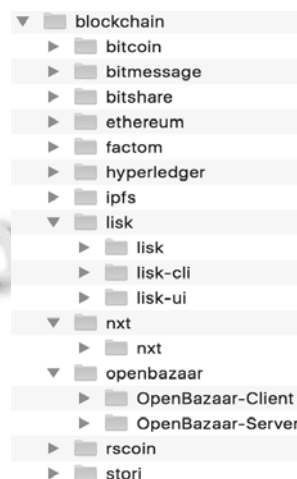 blockchain
bitcoin
bitmessage
bitshare
ethereum
factom
hyperledger
ipfs
lisk
lisk
lisk-cli
lisk-ui
nxt
nxt
openbazaar
OpenBazaar-Client
OpenBazaar-Server
rscoin
storj